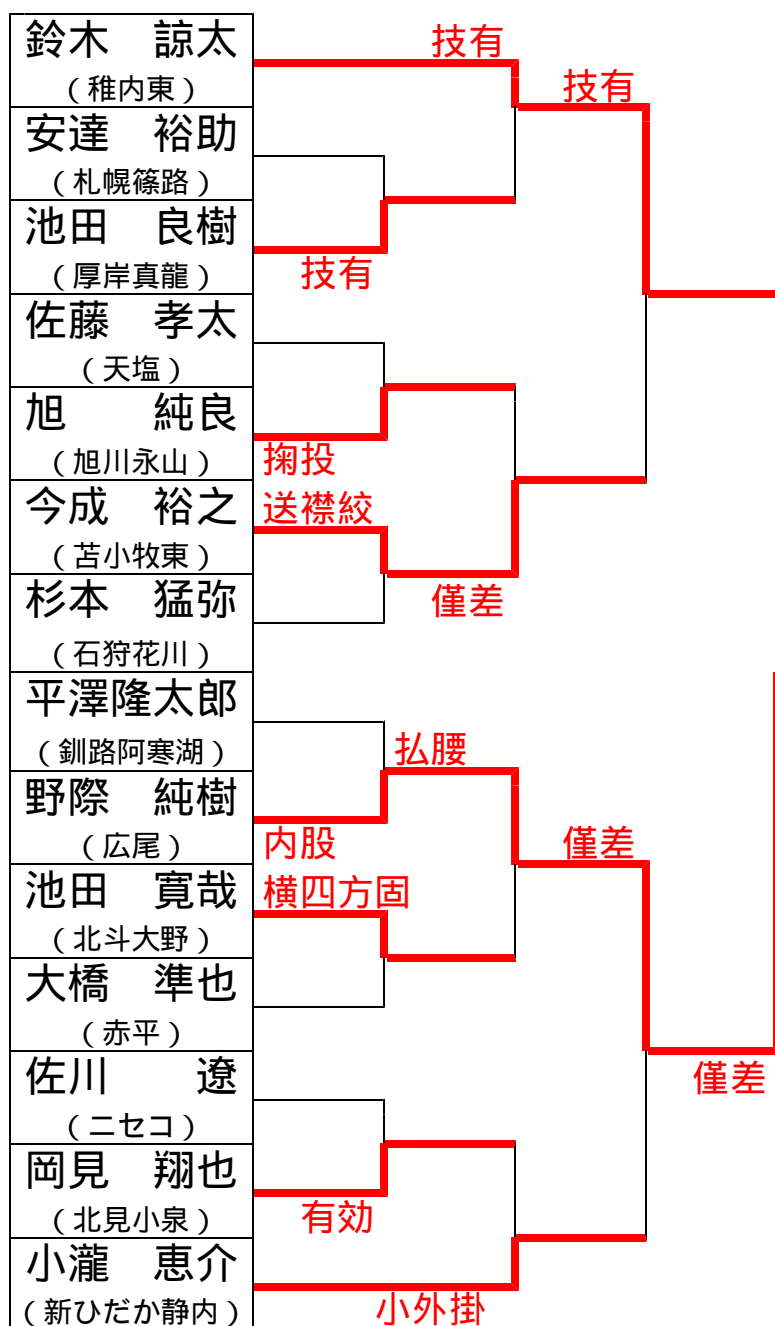 鈴木　諒太
（稚内東）
技有
技有
安達　裕助
（札幌篠路）
池田　良樹
（厚岸真龍）
技有
佐藤　孝太
（天塩）
旭　　純良
（旭川永山）
掬投
今成　裕之
送襟絞
（苫小牧東）
僅差
杉本　猛弥
（石狩花川）
平澤隆太郎
（釧路阿寒湖）
払腰
野際　純樹
（広尾）
内股
僅差
池田　寛哉
横四方固
（北斗大野）
大橋　準也
（赤平）
佐川　　遼
（ニセコ）
僅差
岡見　翔也
（北見小泉）
有効
小瀧　恵介
（新ひだか静内）
小外掛